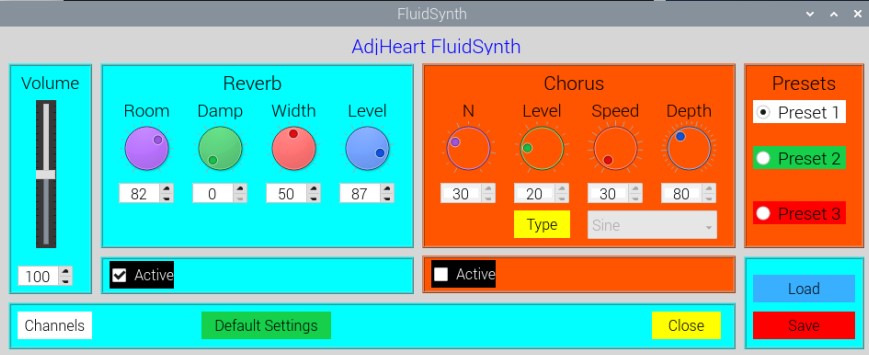 FluidSynth
AdjHeart FluidSynth
Volume
100
Reverb
Room Damp Width Level
82 0 50 87
Active
Chorus
N Level Speed Depth
30 20 30 80
Type Sine
Active
Presets
Preset 1
Preset 2
Preset 3
Load
Save
Channels Default Settings Close